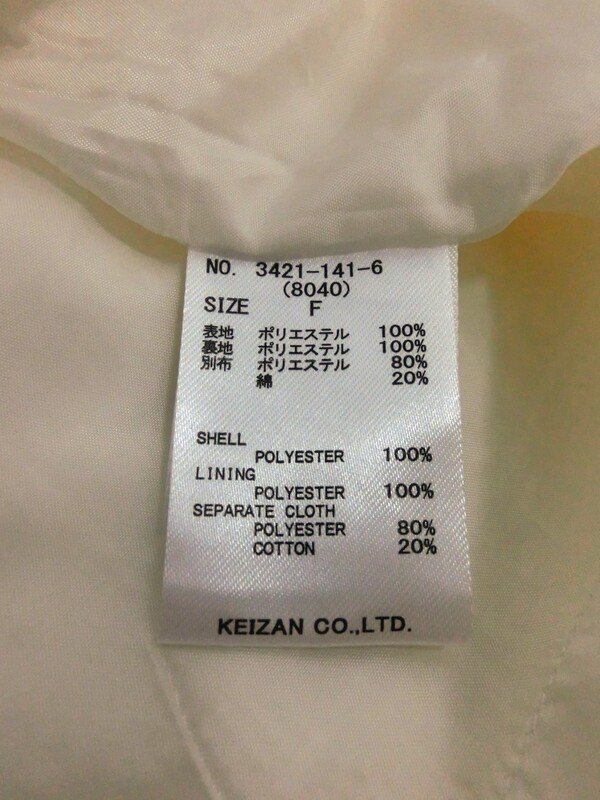 NO. 3421-141-6
(8040)
SIZE F
表地 ポリエステル 100%
裏地 ポリエステル 100%
別布 ポリエステル 80%
綿 20%
SHELL
POLYESTER 100%
LINING
POLYESTER 100%
SEPARATE CLOTH
POLYESTER 80%
COTTON 20%
KEIZAN CO.,LTD.